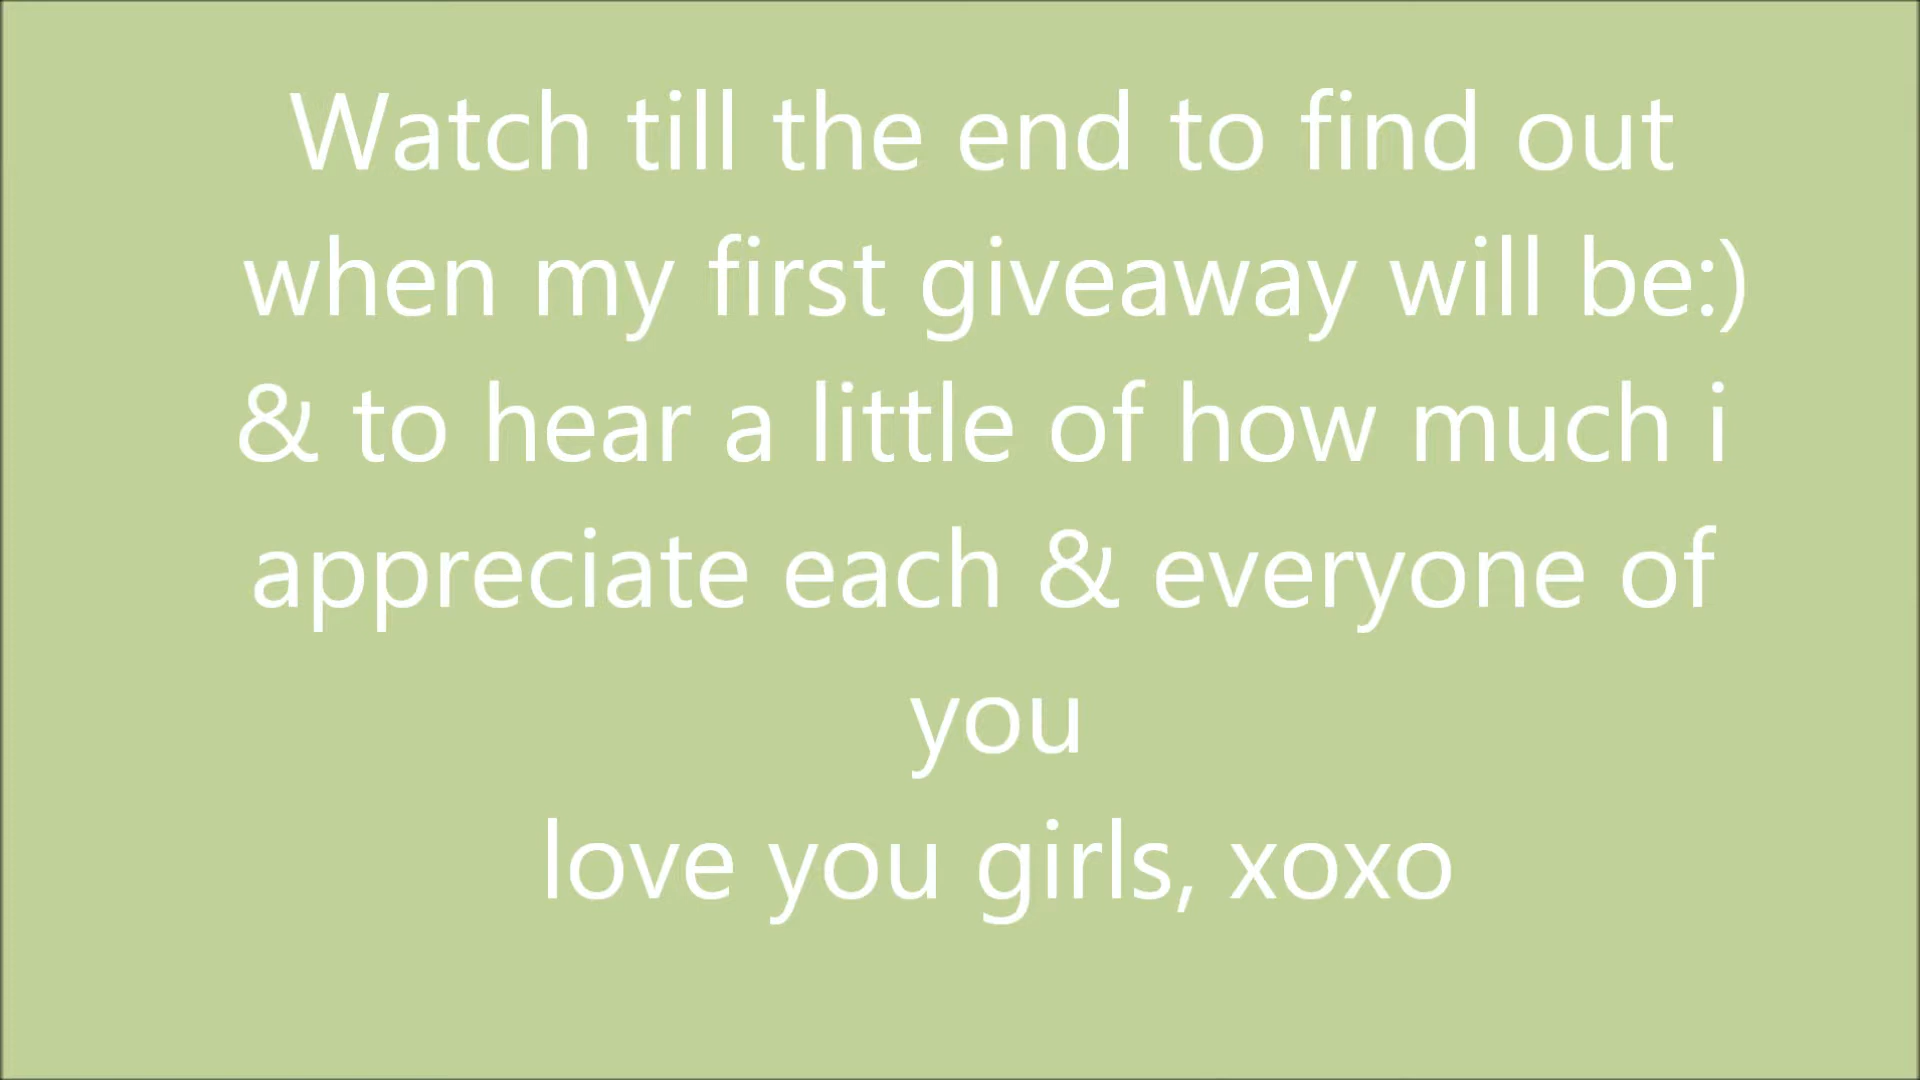 Watch till the end to find out
when my first giveaway will be:)
& to hear a little of how much i
appreciate each & everyone of
you
love you girls, xoxo